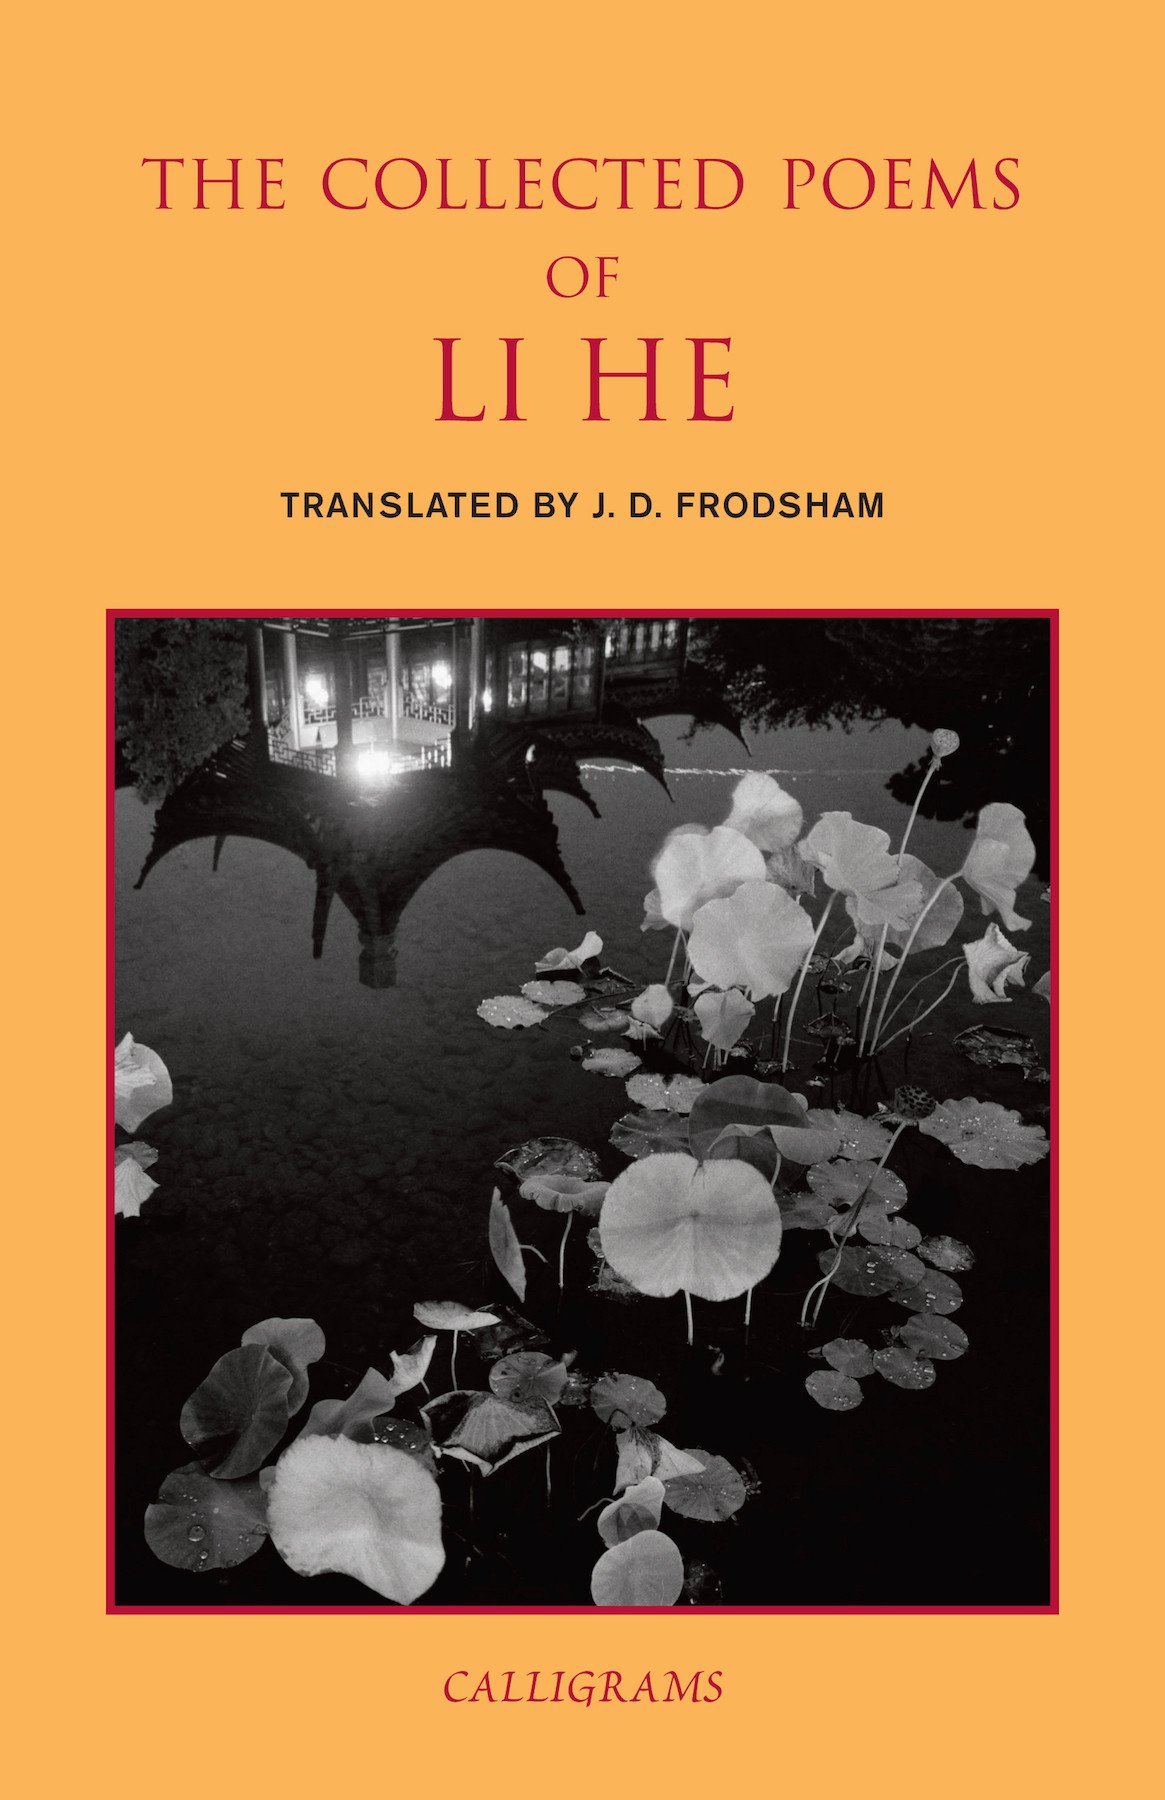 THE COLLECTED POEMS
OF
LI HE
TRANSLATED BY J. D. FRODSHAM
CALLIGRAMS